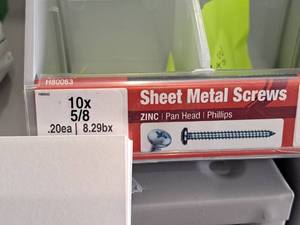 H80063
10x
5/8
.20ea | 8.29bx
Sheet Metal Screws
ZINC | Pan Head | Phillips